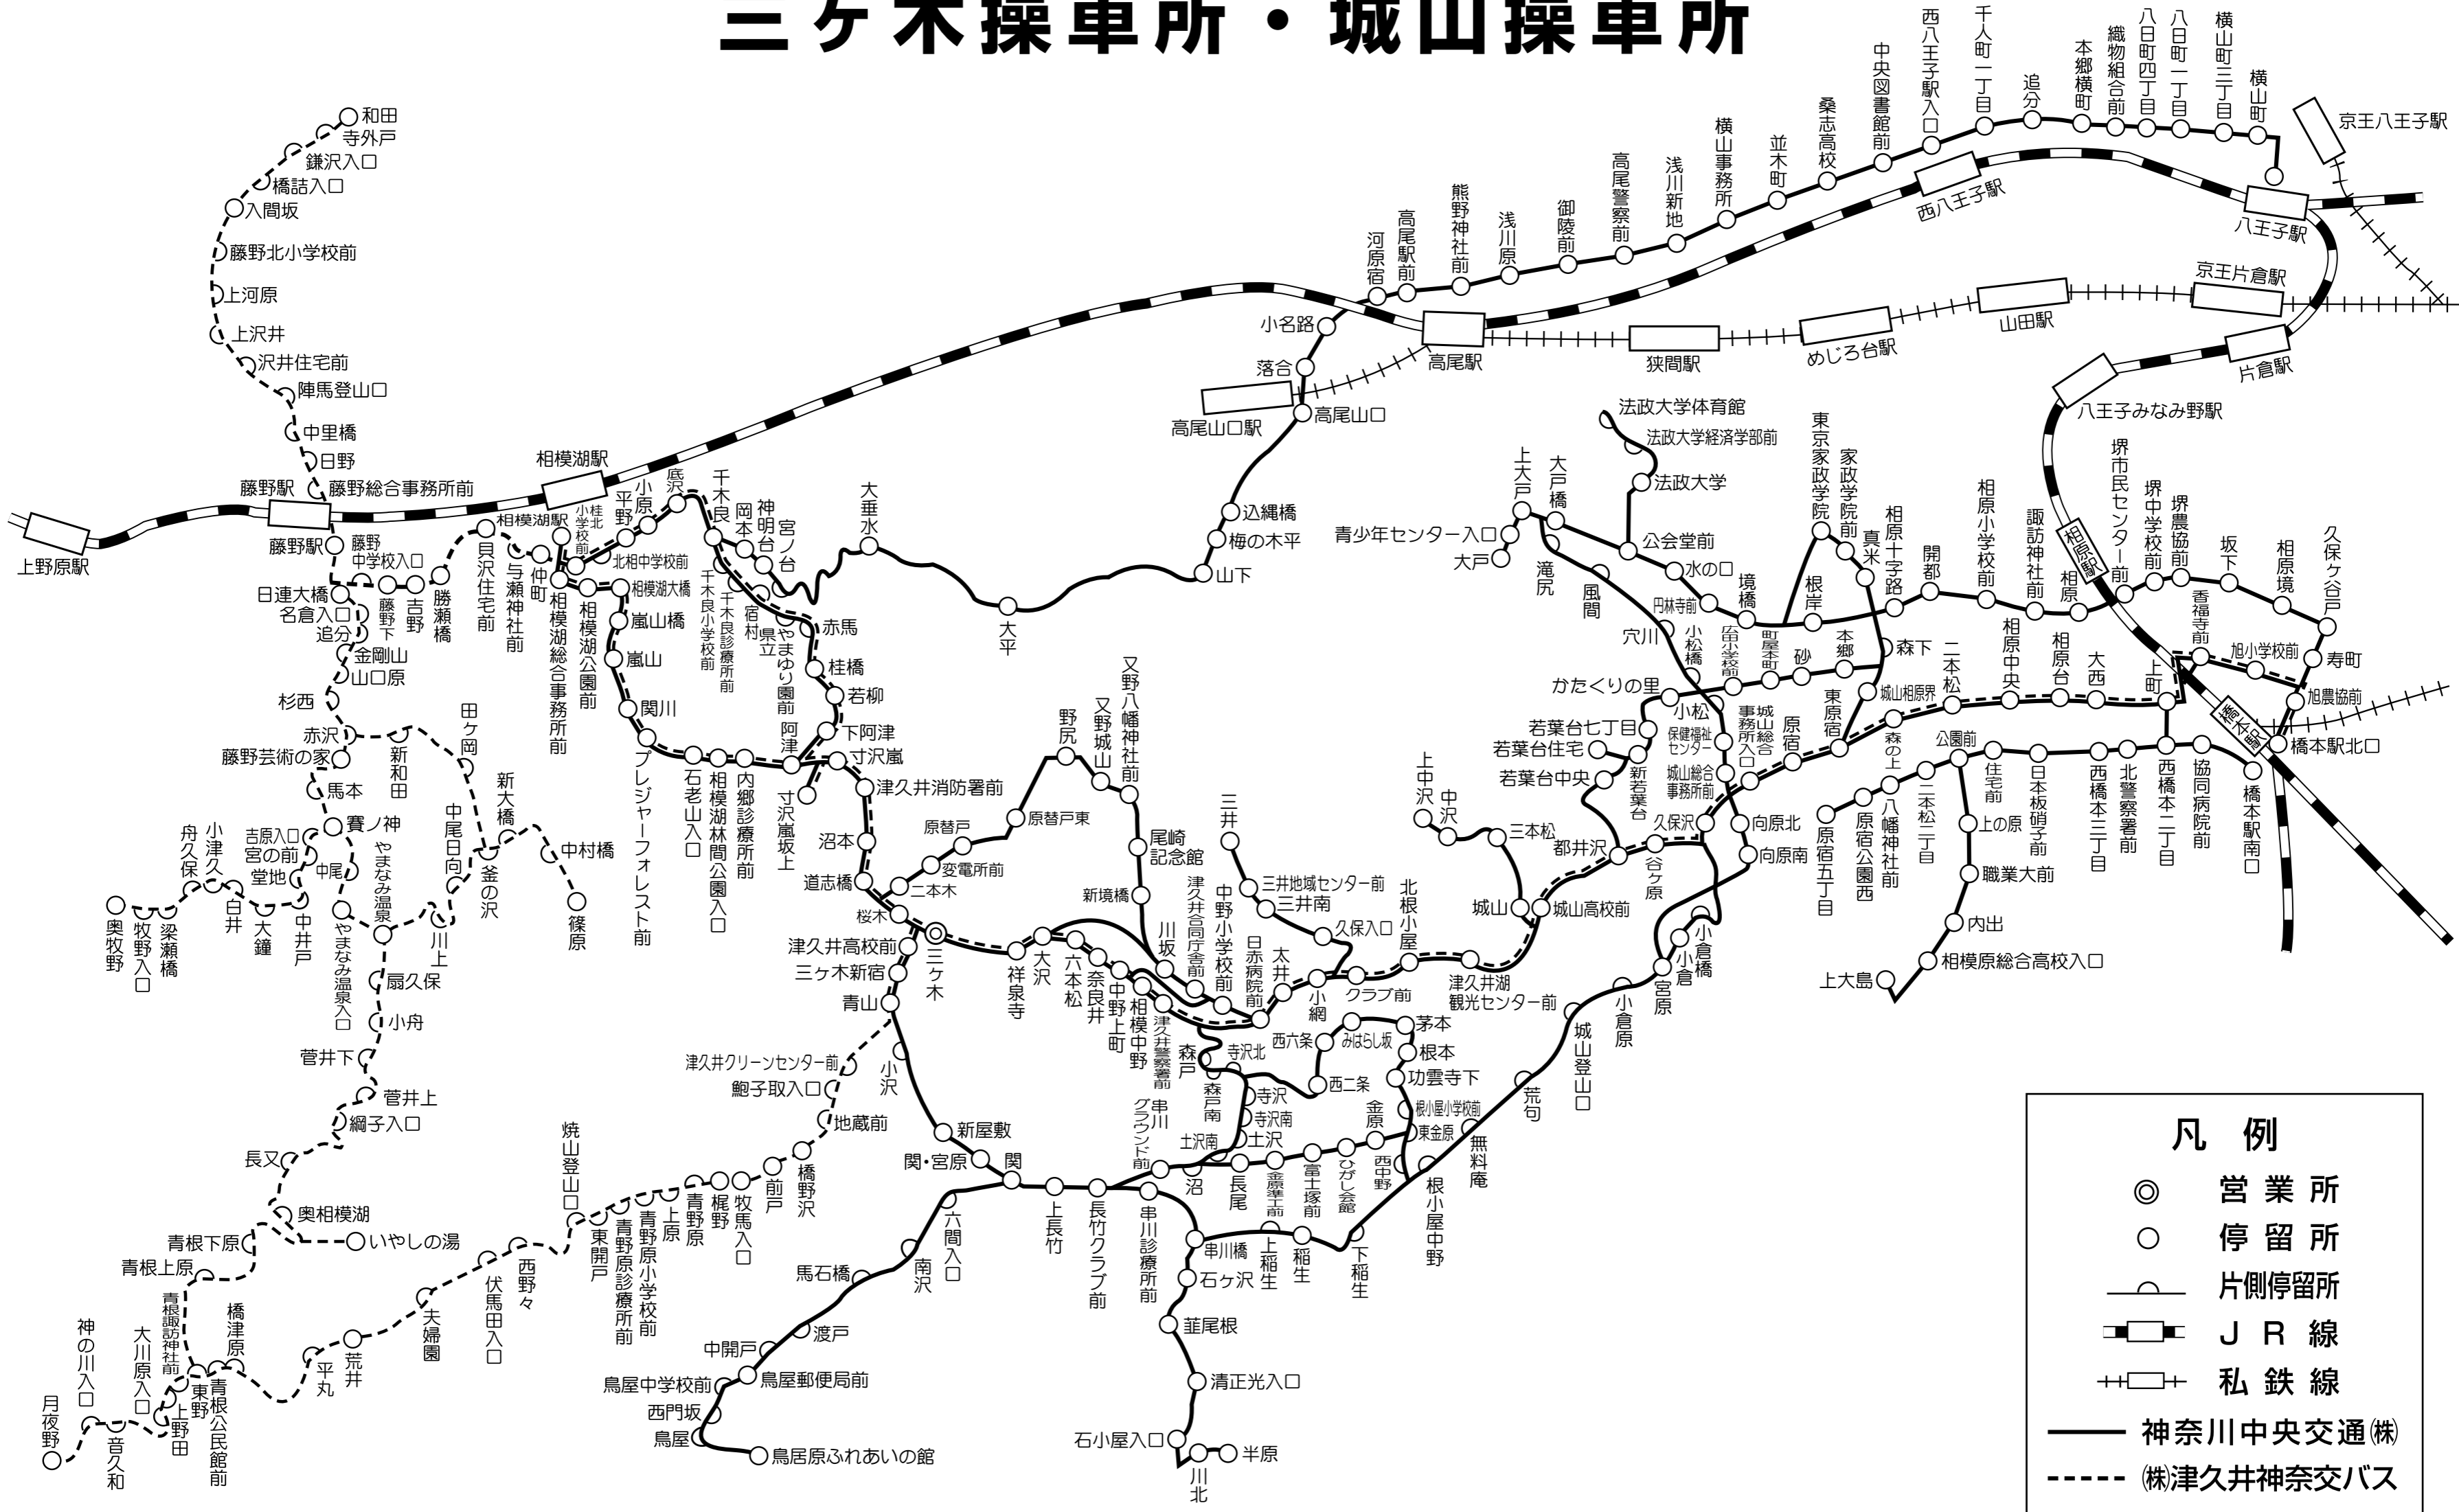 三ヶ木操車所・城山操車所
和田
寺外戸
鎌沢入口
橋詰入口
入間坂
藤野北小学校前
上河原
上沢井
沢井住宅前
陣馬登山口
中里橋
日野
藤野総合事務所前
藤野駅
上野原駅
相模湖駅
藤野駅
藤野
中学校入口
日連大橋
名倉入口
追分
金剛山
山口原
杉西
赤沢
藤野芸術の家
馬本
賽ノ神
吉原入口
宮の前
堂地
中尾
舟久保
小津久
白井
大鐘
中井戸
奥牧野
牧野入口
梁瀬橋
新和田
田ヶ岡
新大橋
中村橋
篠原
釜の沢
中尾日向
川上
やまなみ温泉
やまなみ温泉入口
扇久保
小舟
菅井下
菅井上
綱子入口
長又
奥相模湖
いやしの湯
青根下原
青根上原
青根諏訪神社前
橋津原
大川原入口
神の川入口
月夜野
音久和
上野田
東野
青根公民館前
平丸
荒井
夫婦園
伏馬田入口
西野々
焼山登山口
東開戸
青野原診療所前
青野原小学校前
上原
青野原
梶野
牧馬入口
前戸
橋野沢
地蔵前
鮑子取入口
津久井クリーンセンター前
藤野下
吉野
勝瀬橋
貝沢住宅前
与瀬神社前
仲町
相模湖駅
相模湖総合事務所前
相模湖公園前
桂北
小学校前
北相中学校前
平野
小原
底沢
千木良
岡本
神明台
宮ノ台
大垂水
大平
山下
梅の木平
込縄橋
高尾山口
高尾山口駅
落合
小名路
千木良小学校前
千木良診療所前
宿村
県立
やまゆり園前
赤馬
桂橋
若柳
下阿津
阿津
寸沢嵐
寸沢嵐坂上
相模湖大橋
嵐山橋
嵐山
関川
プレジャーフォレスト前
石老山入口
相模湖林間公園入口
内郷診療所前
津久井消防署前
沼本
道志橋
桜木
二本木
変電所前
原替戸
原替戸東
野尻
又野城山
又野八幡神社前
尾崎
記念館
新境橋
川坂
津久井高校前
三ケ木新宿
青山
三ヶ木
祥泉寺
大沢
六本松
奈良井
中野上町
相模中野
津久井警察署前
津久井合同庁舎前
中野小学校前
日赤病院前
太井
小網
クラブ前
北根小屋
津久井湖
観光センター前
三井
三井地域センター前
三井南
久保入口
上中沢
中沢
三本松
城山
城山高校前
都井沢
谷ヶ原
久保沢
小沢
新屋敷
関・宮原
関
上長竹
長竹クラブ前
串川診療所前
串川
グラウンド前
六間入口
南沢
馬石橋
渡戸
中開戸
鳥屋郵便局前
鳥屋中学校前
西門坂
鳥屋
鳥居原ふれあいの館
森戸
森戸南
寺沢北
寺沢
寺沢南
土沢
土沢南
沼
長尾
金原準工前
富士塚前
ひがし会館
金原
西中野
東金原
根小屋小学校前
功雲寺下
根本
茅本
みはらし坂
西六条
西二条
串川橋
石ヶ沢
韮尾根
清正光入口
石小屋入口
川北
半原
上稲生
稲生
下稲生
根小屋中野
無料庵
荒句
城山登山口
小倉原
宮原
小倉
小倉橋
向原南
向原北
河原宿
高尾駅前
熊野神社前
浅川原
御陵前
高尾警察前
浅川新地
横山事務所
並木町
桑志高校
中央図書館前
西八王子駅入口
千人町一丁目
追分
本郷横町
織物組合前
八日町四丁目
八日町一丁目
横山町三丁目
横山町
京王八王子駅
八王子駅
西八王子駅
高尾駅
狭間駅
めじろ台駅
山田駅
京王片倉駅
片倉駅
八王子みなみ野駅
相原駅
橋本駅
法政大学体育館
法政大学経済学部前
法政大学
上大戸
大戸橋
青少年センター入口
大戸
公会堂前
水の口
円林寺前
境橋
滝尻
風間
穴川
小松橋
広田小学校前
町屋本町
砂
本郷
根岸
東京家政学院
家政学院前
真米
相原十字路
開都
相原小学校前
諏訪神社前
相原
堺市民センター前
堺中学校前
堺農協前
坂下
相原境
久保ヶ谷戸
寿町
旭小学校前
旭農協前
香福寺前
橋本駅北口
森下
城山相原界
二本松
相原中央
相原台
大西
上町
かたくりの里
小松
若葉台七丁目
若葉台住宅
若葉台中央
新若葉台
保健福祉
センター
城山総合
事務所前
城山総合
事務所入口
原宿
東原宿
森の上
公園前
住宅前
日本板硝子前
西橋本三丁目
北警察署前
西橋本二丁目
協同病院前
橋本駅南口
原宿五丁目
原宿公園西
八幡神社前
二本松二丁目
上の原
職業大前
内出
相模原総合高校入口
上大島
凡例
営業所
停留所
片側停留所
JR線
私鉄線
神奈川中央交通㈱
㈱津久井神奈交バス